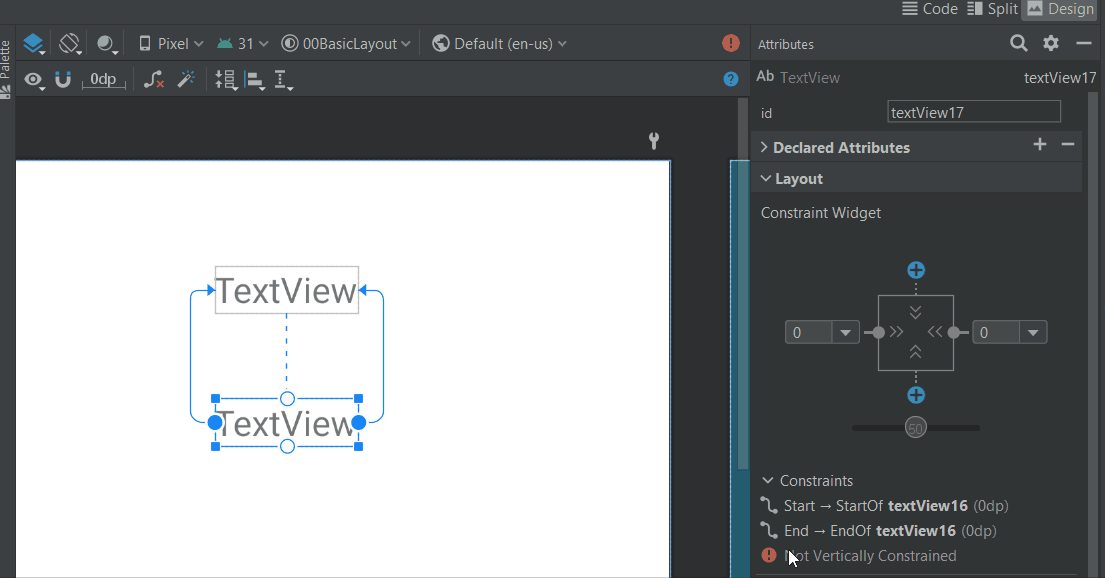 Code Split Design
Palette
Pixel 31 00BasicLayout Default (en-us)
Attributes
0dp
Ab TextView textView17
id textView17
Declared Attributes
Layout
Constraint Widget
TextView
0 0
TextView
50
Constraints
Start → StartOf textView16 (0dp)
End → EndOf textView16 (0dp)
Not Vertically Constrained